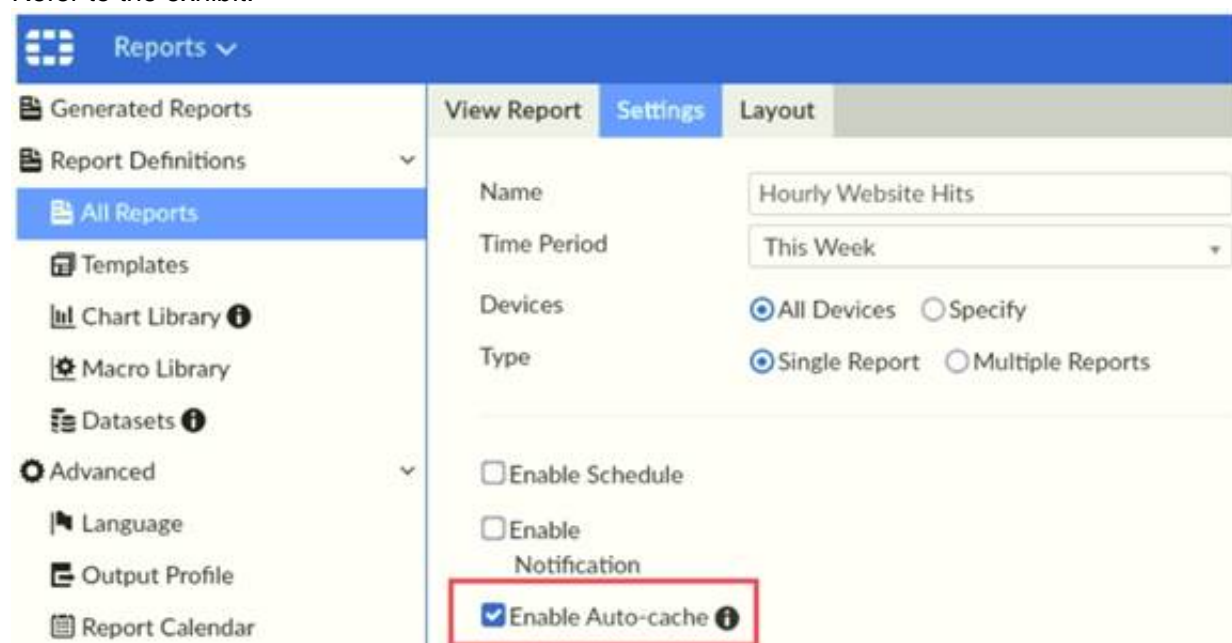 Reports
Generated Reports
Report Definitions
All Reports
Templates
Chart Library
Macro Library
Datasets
Advanced
Language
Output Profile
Report Calendar
View Report Settings Layout
Name Hourly Website Hits
Time Period This Week
Devices All Devices Specify
Type Single Report Multiple Reports
Enable Schedule
Enable
Notification
Enable Auto-cache